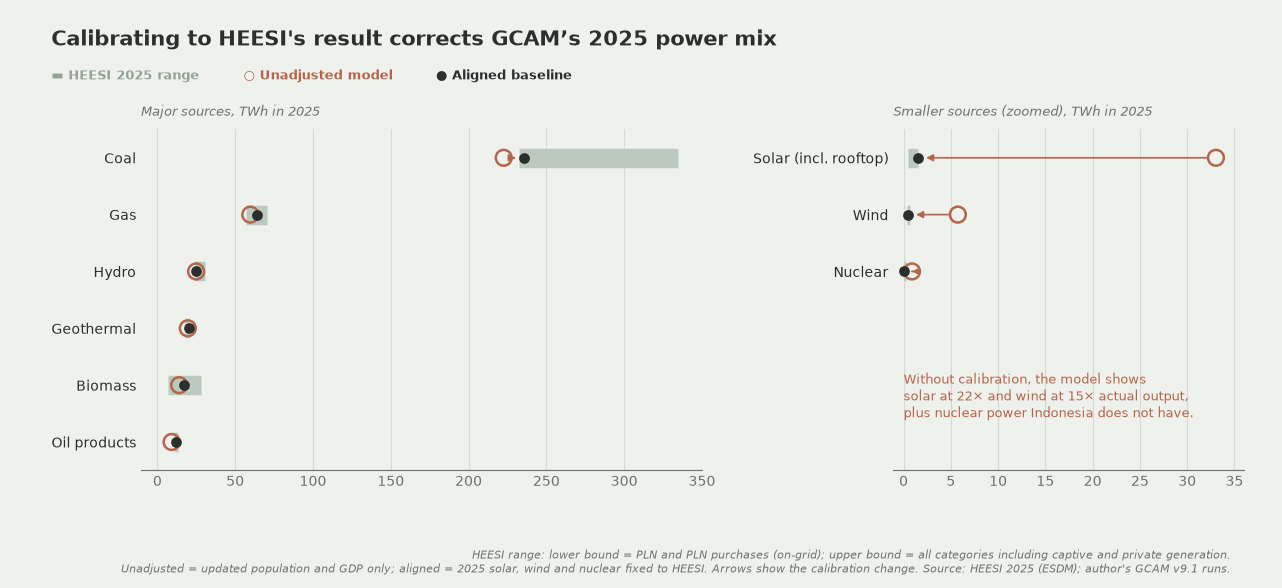 Calibrating to HEESI's result corrects GCAM’s 2025 power mix
HEESI 2025 range Unadjusted model Aligned baseline
Major sources, TWh in 2025
Coal
Gas
Hydro
Geothermal
Biomass
Oil products
0 50 100 150 200 250 300 350
Smaller sources (zoomed), TWh in 2025
Solar (incl. rooftop)
Wind
Nuclear
Without calibration, the model shows
solar at 22× and wind at 15× actual output,
plus nuclear power Indonesia does not have.
0 5 10 15 20 25 30 35
HEESI range: lower bound = PLN and PLN purchases (on-grid); upper bound = all categories including captive and private generation.
Unadjusted = updated population and GDP only; aligned = 2025 solar, wind and nuclear fixed to HEESI. Arrows show the calibration change. Source: HEESI 2025 (ESDM); author's GCAM v9.1 runs.